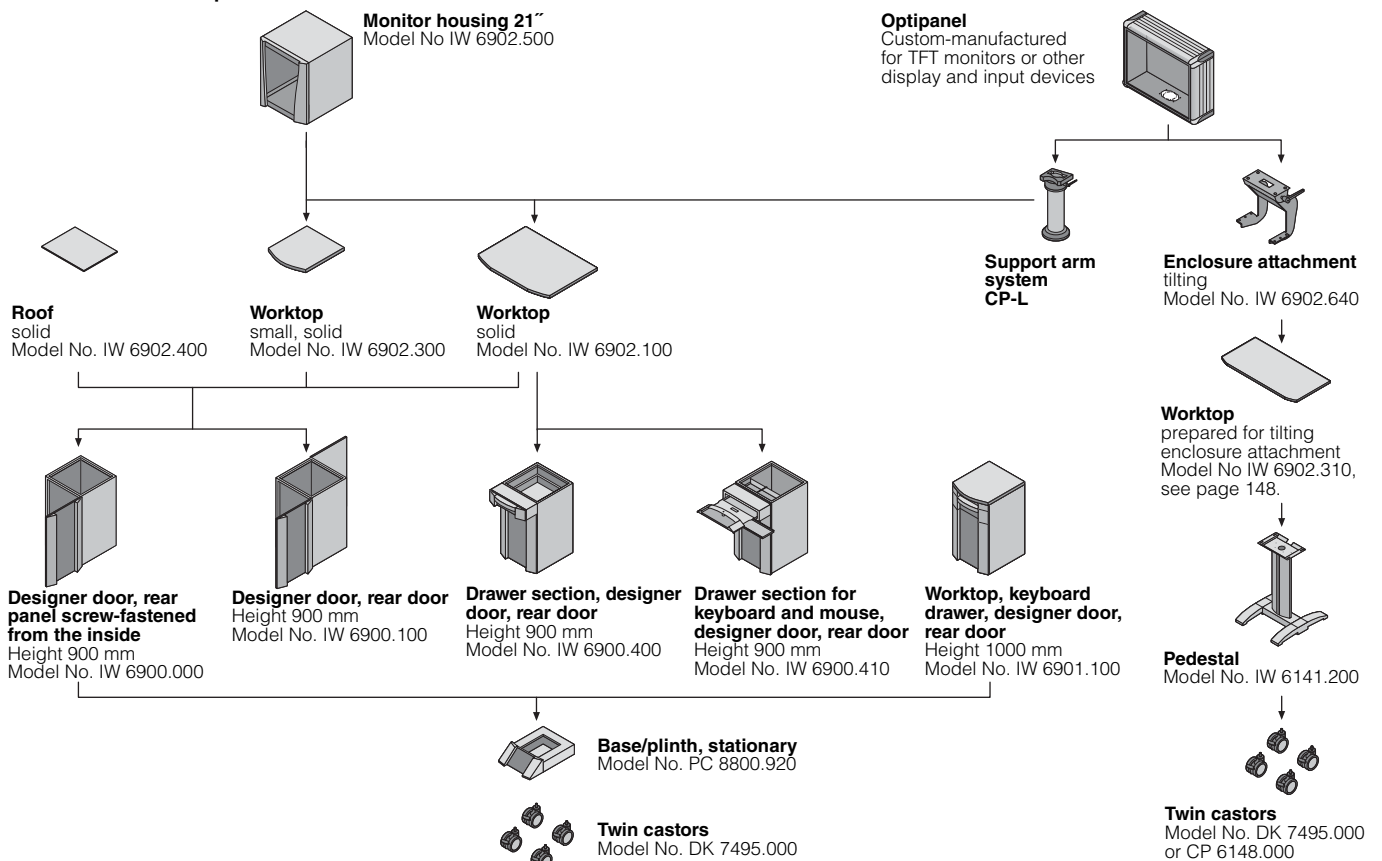 Monitor housing 21˝
Model No IW 6902.500
Optipanel
Custom-manufactured
for TFT monitors or other
display and input devices
Support arm
system
CP-L
Enclosure attachment
tilting
Model No. IW 6902.640
Roof
solid
Model No. IW 6902.400
Worktop
small, solid
Model No. IW 6902.300
Worktop
solid
Model No. IW 6902.100
Worktop
prepared for tilting
enclosure attachment
Model No IW 6902.310,
see page 148.
Designer door, rear
panel screw-fastened
from the inside
Height 900 mm
Model No. IW 6900.000
Designer door, rear door
Height 900 mm
Model No. IW 6900.100
Drawer section, designer
door, rear door
Height 900 mm
Model No. IW 6900.400
Drawer section for
keyboard and mouse,
designer door, rear door
Height 900 mm
Model No. IW 6900.410
Worktop, keyboard
drawer, designer door,
rear door
Height 1000 mm
Model No. IW 6901.100
Pedestal
Model No. IW 6141.200
Base/plinth, stationary
Model No. PC 8800.920
Twin castors
Model No. DK 7495.000
Twin castors
Model No. DK 7495.000
or CP 6148.000